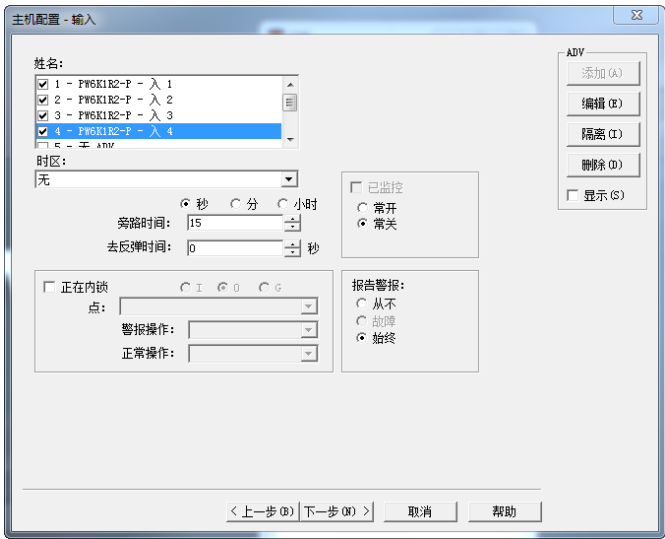 主机配置 - 输入
姓名:
1 - PW6K1R2-P - 入 1
2 - PW6K1R2-P - 入 2
3 - PW6K1R2-P - 入 3
4 - PW6K1R2-P - 入 4
5 - 无 ADV
时区:
无
秒 分 小时
旁路时间: 15
去反弹时间: 0 秒
已监控
常开
常关
正在内锁 I O G
点:
警报操作:
正常操作:
报告警报:
从不
故障
始终
ADV
添加(A)
编辑(E)
隔离(I)
删除(D)
显示(S)
< 上一步(B) 下一步(N) > 取消 帮助